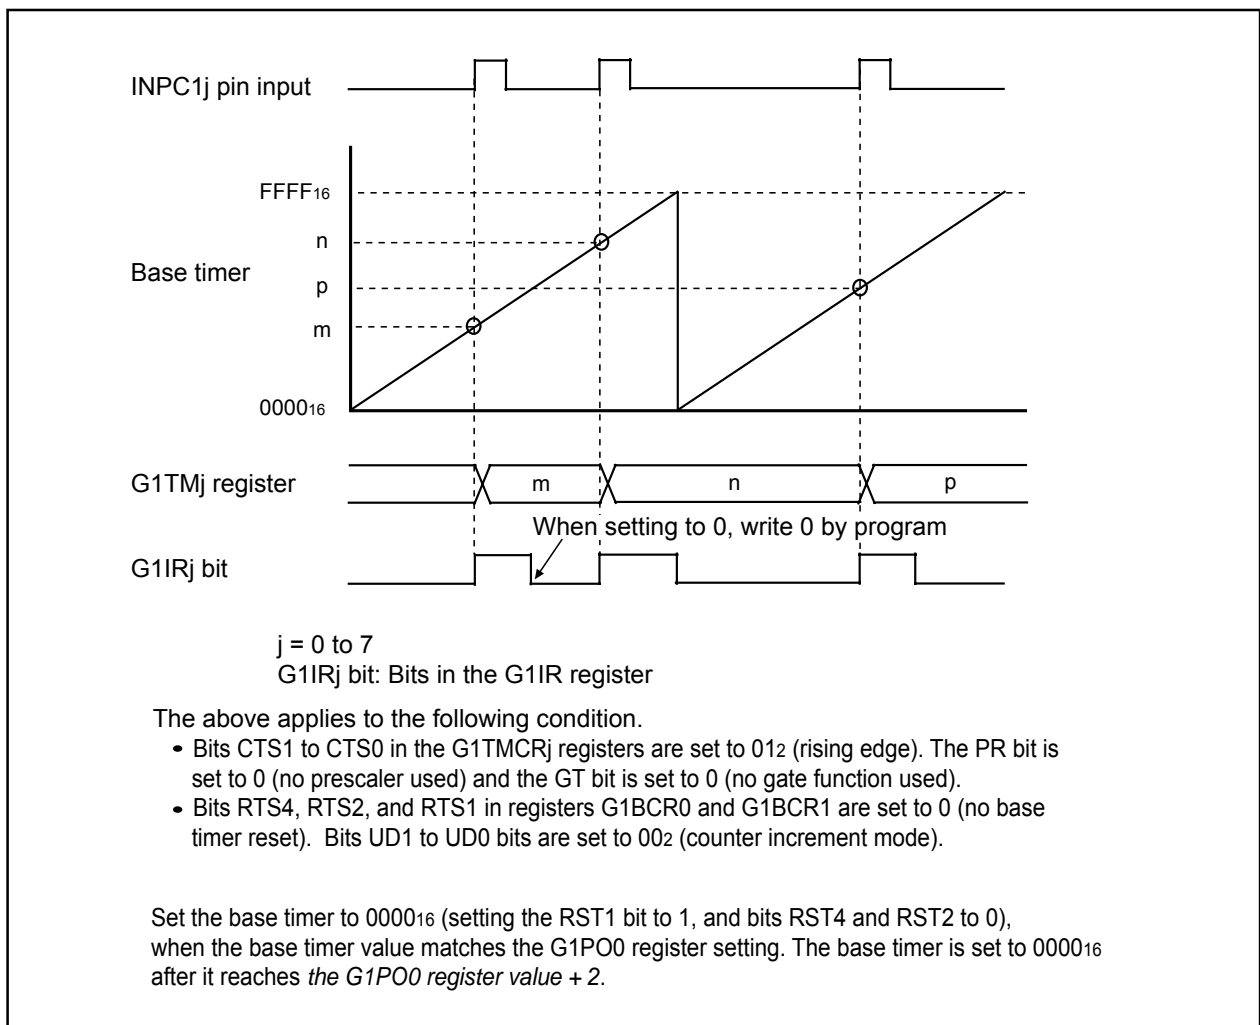 INPC1j pin input
FFFF16
n
Base timer
p
m
000016
G1TMj register
m
n
p
When setting to 0, write 0 by program
G1IRj bit
j = 0 to 7
G1IRj bit: Bits in the G1IR register
The above applies to the following condition.
• Bits CTS1 to CTS0 in the G1TMCRj registers are set to 012 (rising edge). The PR bit is
set to 0 (no prescaler used) and the GT bit is set to 0 (no gate function used).
• Bits RTS4, RTS2, and RTS1 in registers G1BCR0 and G1BCR1 are set to 0 (no base
timer reset). Bits UD1 to UD0 bits are set to 002 (counter increment mode).
Set the base timer to 000016 (setting the RST1 bit to 1, and bits RST4 and RST2 to 0),
when the base timer value matches the G1PO0 register setting. The base timer is set to 000016
after it reaches the G1PO0 register value + 2.